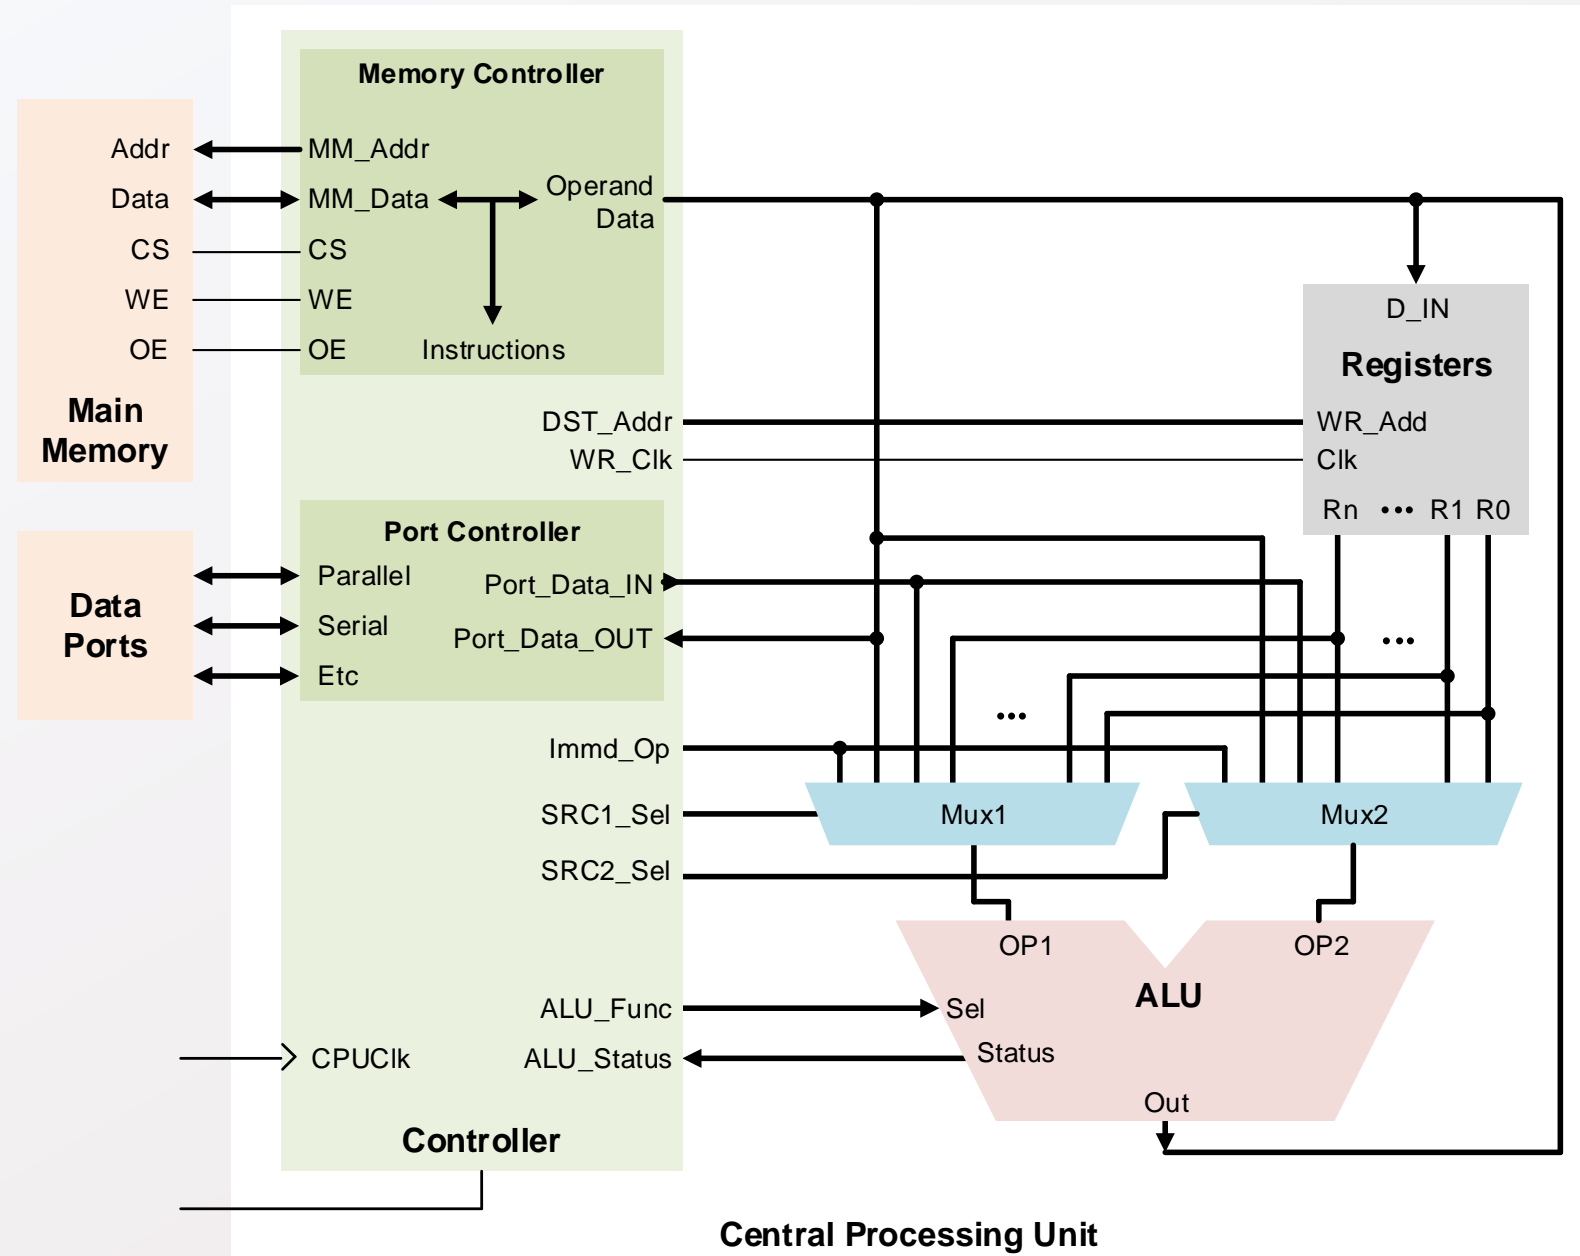 Memory Controller
Addr
MM_Addr
Data
MM_Data
Operand
Data
CS
CS
WE
WE
OE
OE
Instructions
Main
Memory
D_IN
Registers
DST_Addr
WR_Add
WR_Clk
Clk
Rn ••• R1 R0
Port Controller
Data
Ports
Parallel
Port_Data_IN
Serial
Port_Data_OUT
Etc
•••
•••
Immd_Op
SRC1_Sel
Mux1
Mux2
SRC2_Sel
OP1
OP2
ALU
ALU_Func
Sel
CPUClk
ALU_Status
Status
Out
Controller
Central Processing Unit